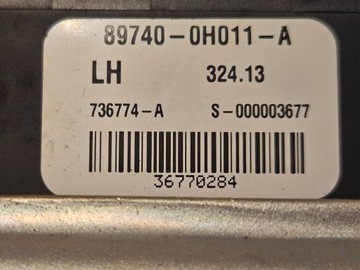 89740-0H011-A
LH 324.13
736774-A S-000003677
36770284